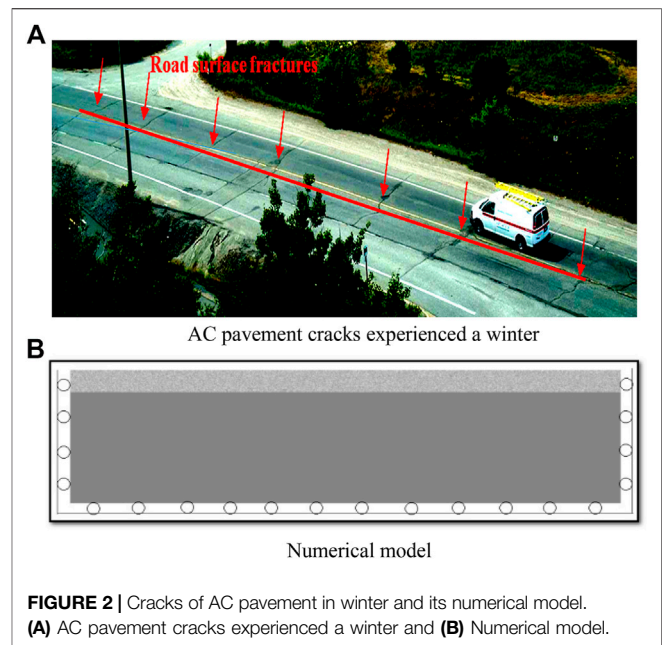 A
Road surface fractures
AC pavement cracks experienced a winter
B
Numerical model
FIGURE 2 | Cracks of AC pavement in winter and its numerical model.
(A) AC pavement cracks experienced a winter and (B) Numerical model.